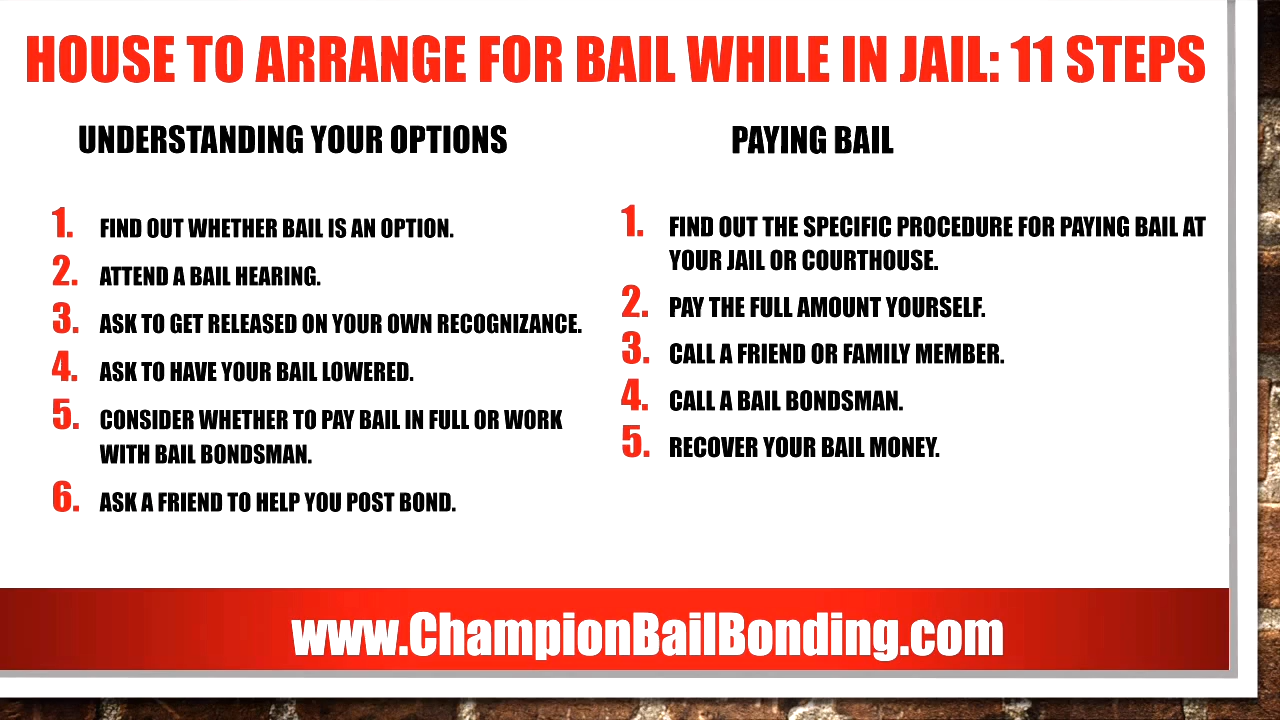 HOUSE TO ARRANGE FOR BAIL WHILE IN JAIL: 11 STEPS
UNDERSTANDING YOUR OPTIONS
1. FIND OUT WHETHER BAIL IS AN OPTION.
2. ATTEND A BAIL HEARING.
3. ASK TO GET RELEASED ON YOUR OWN RECOGNIZANCE.
4. ASK TO HAVE YOUR BAIL LOWERED.
5. CONSIDER WHETHER TO PAY BAIL IN FULL OR WORK
WITH BAIL BONDSMAN.
6. ASK A FRIEND TO HELP YOU POST BOND.
PAYING BAIL
1. FIND OUT THE SPECIFIC PROCEDURE FOR PAYING BAIL AT
YOUR JAIL OR COURTHOUSE.
2. PAY THE FULL AMOUNT YOURSELF.
3. CALL A FRIEND OR FAMILY MEMBER.
4. CALL A BAIL BONDSMAN.
5. RECOVER YOUR BAIL MONEY.
www.ChampionBailBonding.com